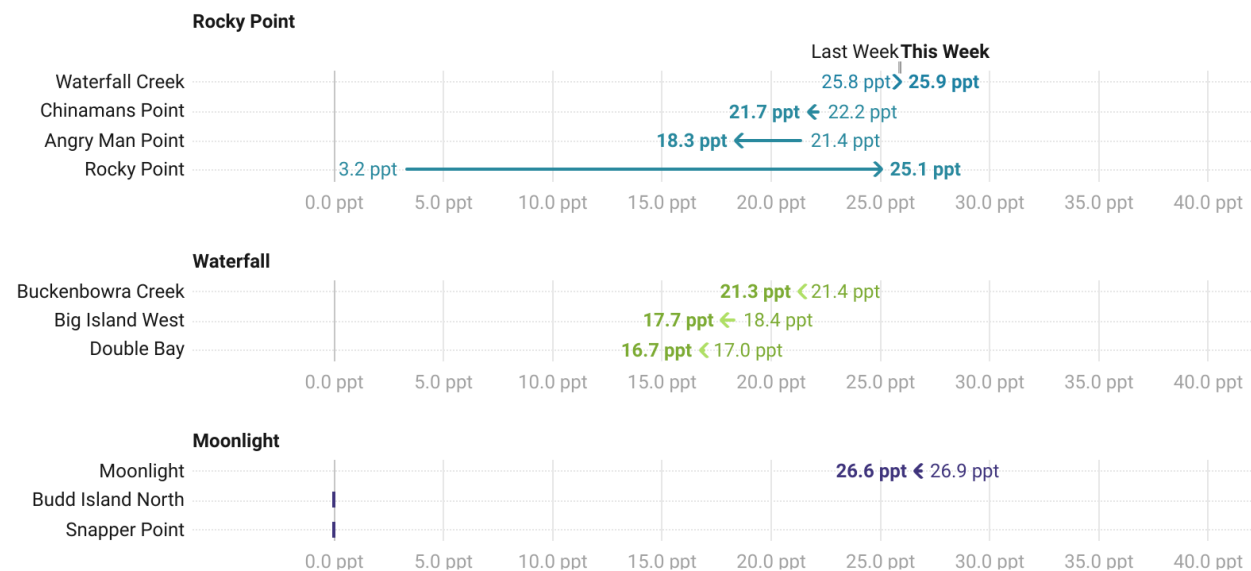 Rocky Point
Last Week This Week
Waterfall Creek 25.8 ppt 25.9 ppt
Chinamans Point 21.7 ppt 22.2 ppt
Angry Man Point 18.3 ppt 21.4 ppt
Rocky Point 3.2 ppt 25.1 ppt
0.0 ppt 5.0 ppt 10.0 ppt 15.0 ppt 20.0 ppt 25.0 ppt 30.0 ppt 35.0 ppt 40.0 ppt
Waterfall
Buckenbowra Creek 21.3 ppt 21.4 ppt
Big Island West 17.7 ppt 18.4 ppt
Double Bay 16.7 ppt 17.0 ppt
0.0 ppt 5.0 ppt 10.0 ppt 15.0 ppt 20.0 ppt 25.0 ppt 30.0 ppt 35.0 ppt 40.0 ppt
Moonlight
Moonlight 26.6 ppt 26.9 ppt
Budd Island North
Snapper Point
0.0 ppt 5.0 ppt 10.0 ppt 15.0 ppt 20.0 ppt 25.0 ppt 30.0 ppt 35.0 ppt 40.0 ppt